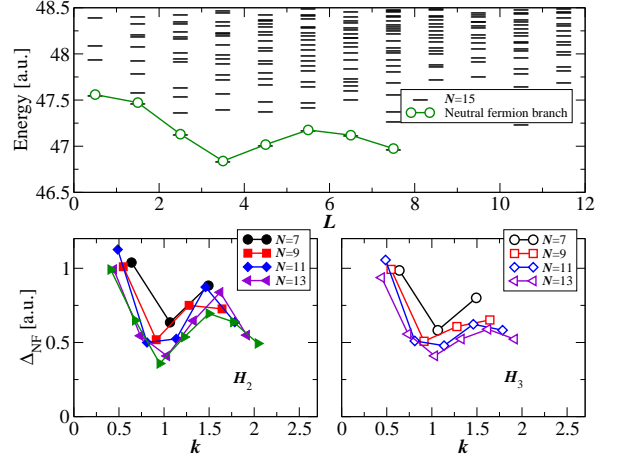 48.5
48
47.5
47
46.5
Energy [a.u.]
N=15
Neutral fermion branch
0 2 4 6 8 10 12
L
1
0.5
0
Δ_NF [a.u.]
N=7
N=9
N=11
N=13
H₂
0 0.5 1 1.5 2 2.5
k
N=7
N=9
N=11
N=13
H₃
0 0.5 1 1.5 2 2.5
k